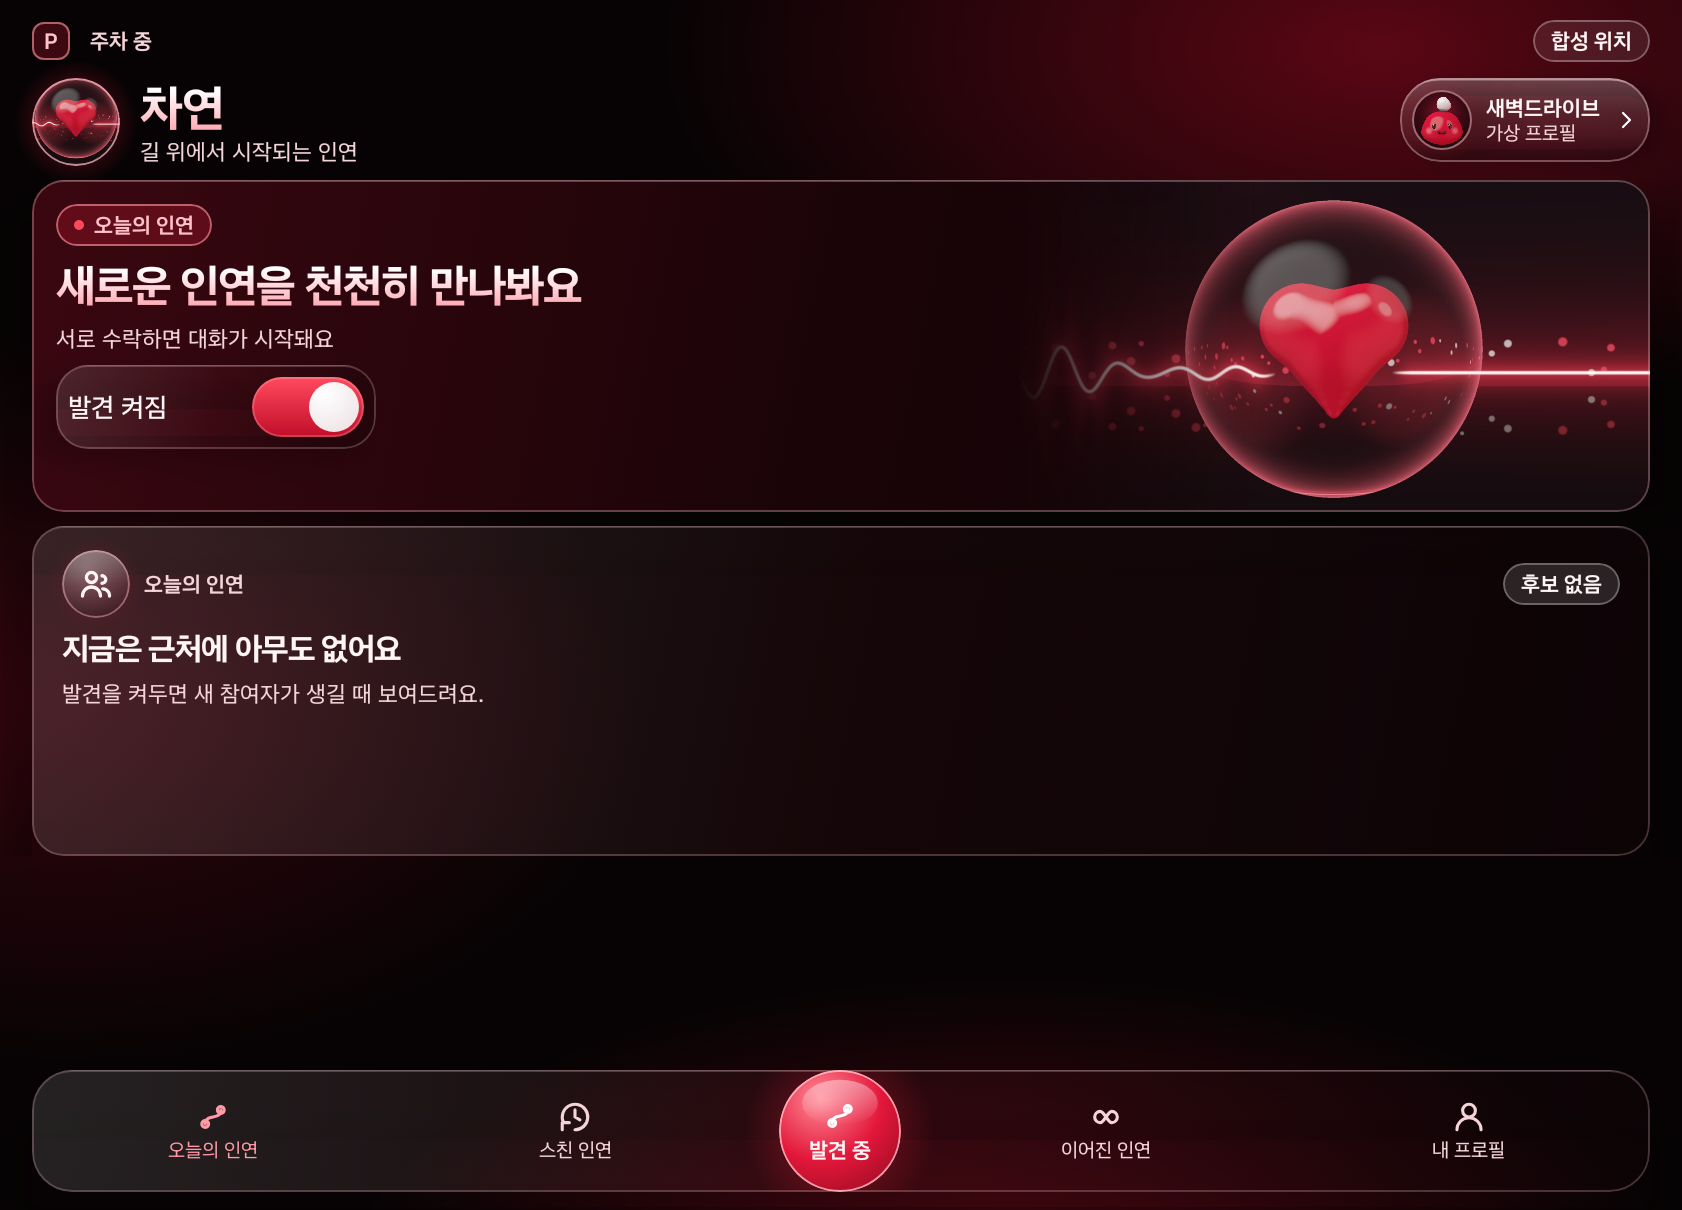 P 주차 중
합성 위치
차연
길 위에서 시작되는 인연
새벽드라이브
가상 프로필
오늘의 인연
새로운 인연을 천천히 만나봐요
서로 수락하면 대화가 시작돼요
발견 켜짐
오늘의 인연
후보 없음
지금은 근처에 아무도 없어요
발견을 켜두면 새 참여자가 생길 때 보여드려요.
오늘의 인연
스친 인연
발견 중
이어진 인연
내 프로필